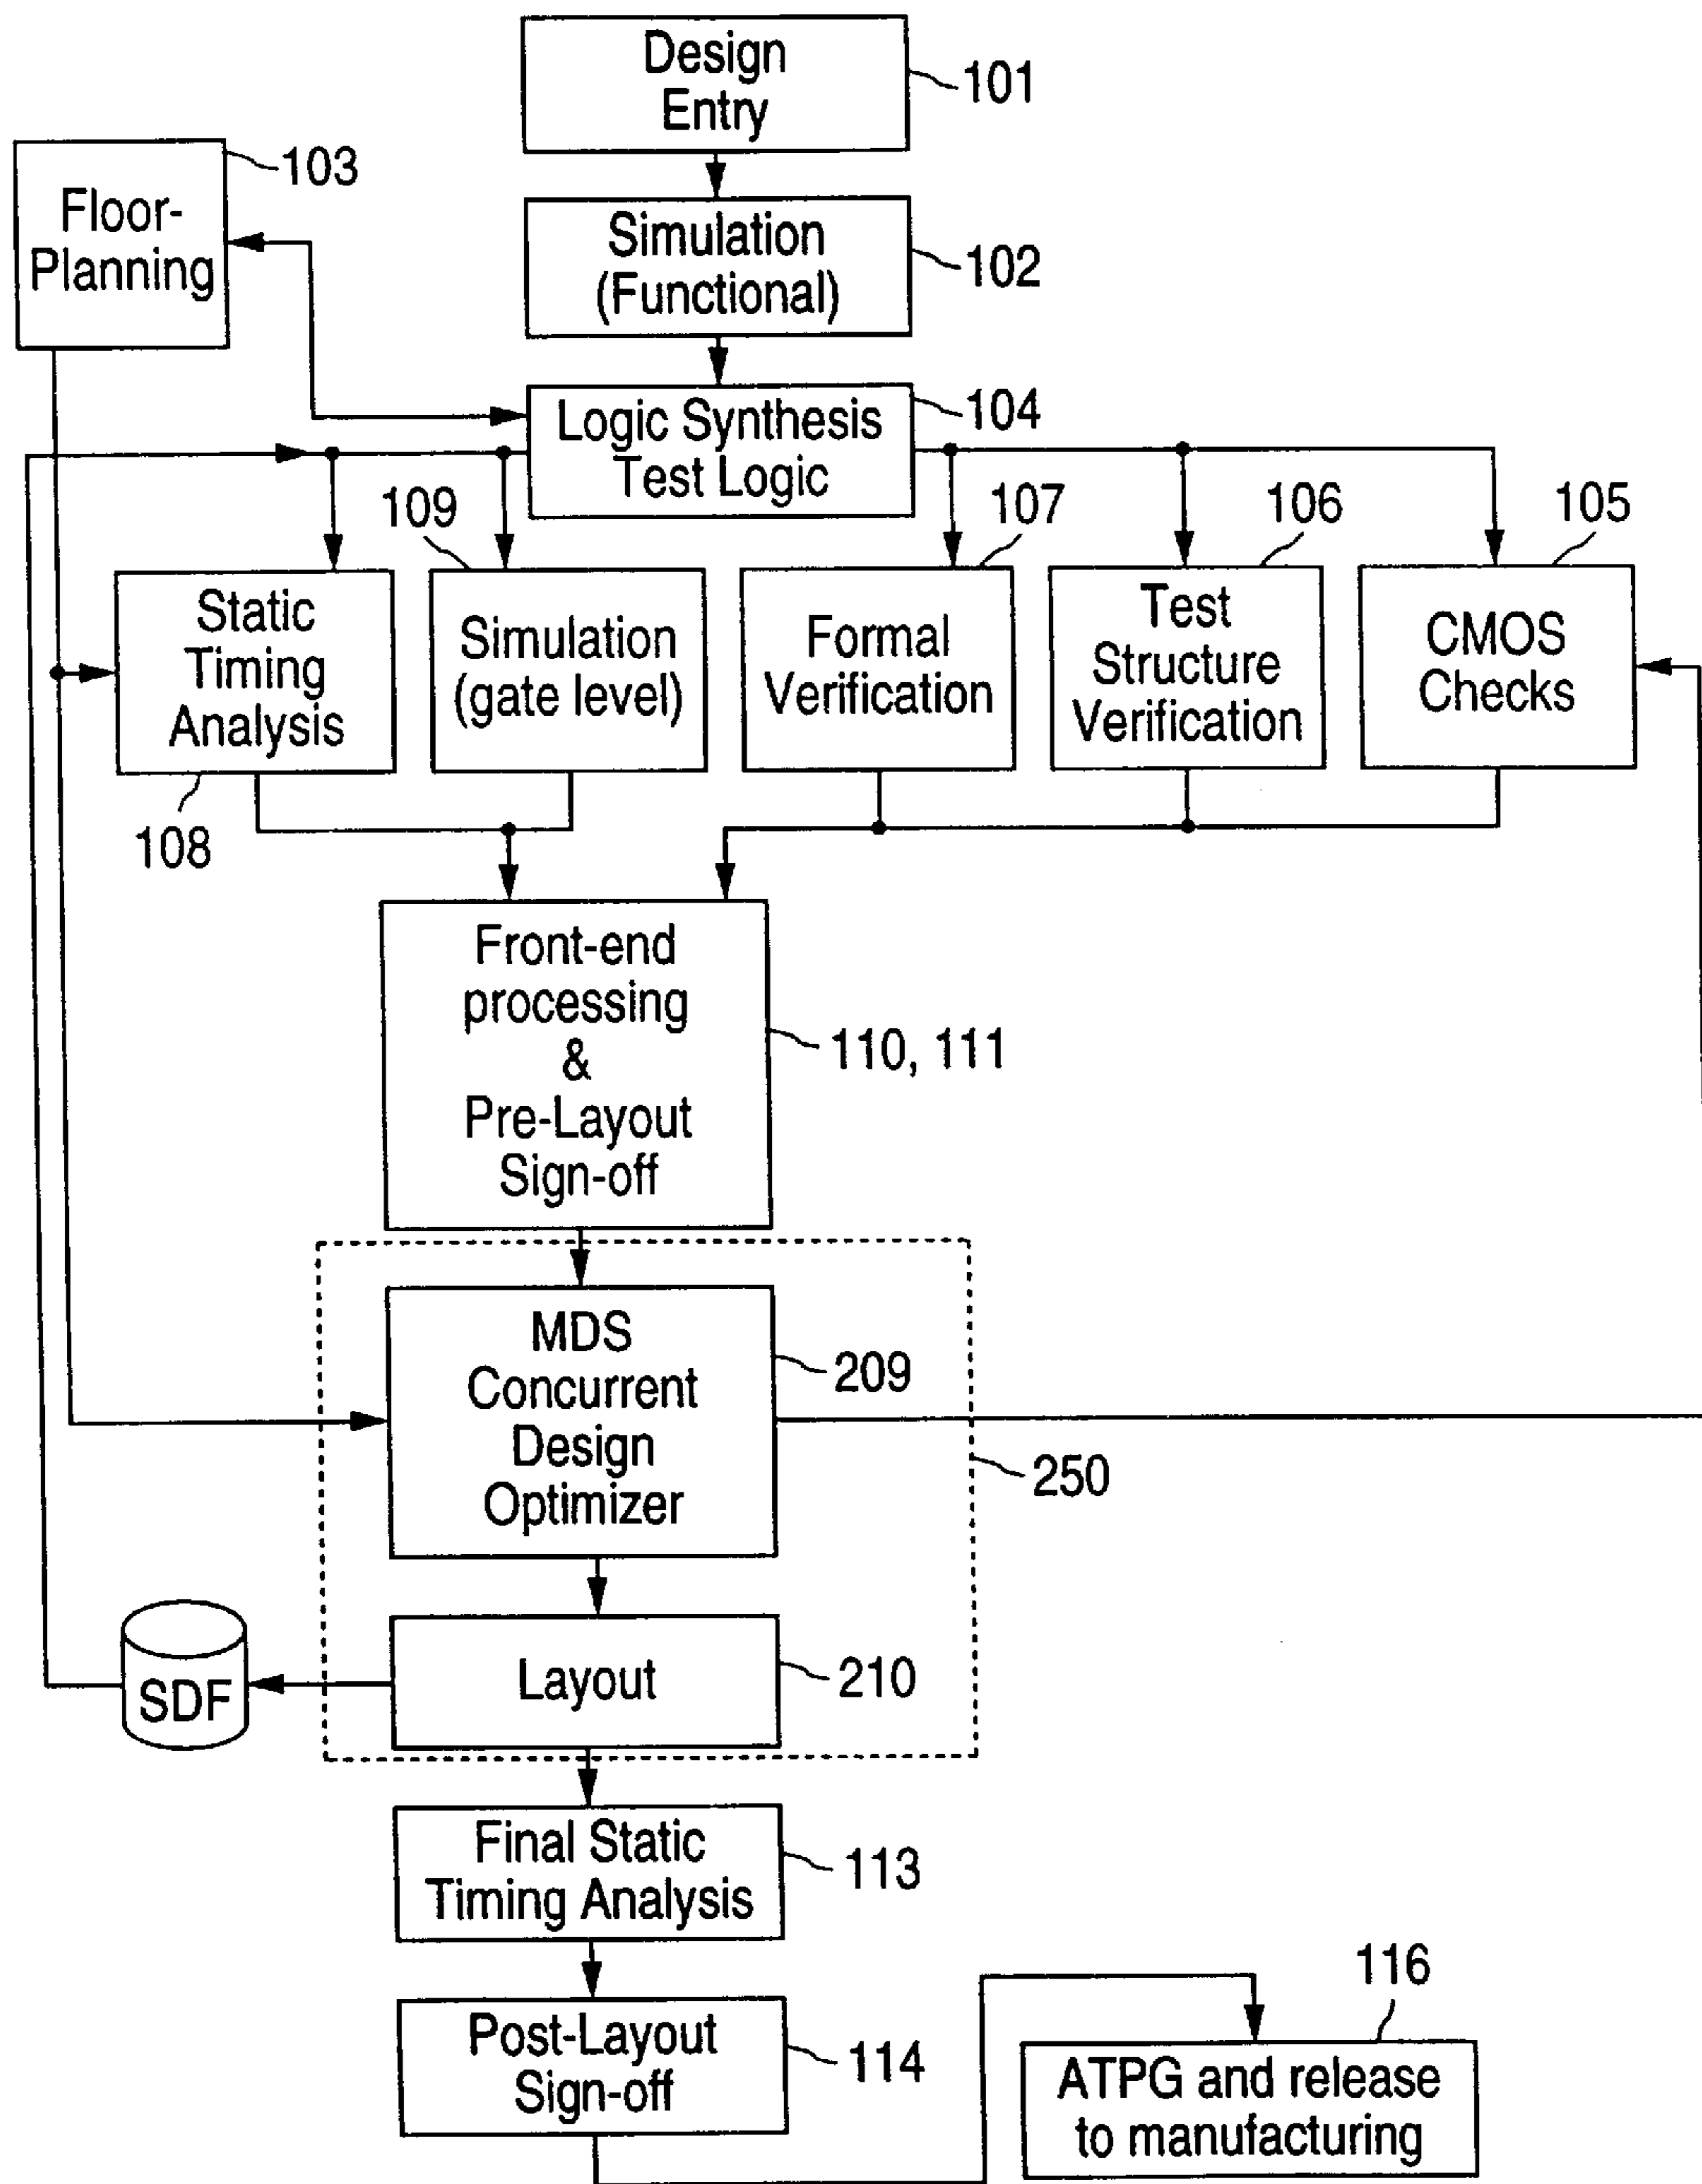 Design
Entry
101
103
Floor-
Planning
Simulation
(Functional)
102
Logic Synthesis
Test Logic
104
109
107
106
105
Static
Timing
Analysis
108
Simulation
(gate level)
Formal
Verification
Test
Structure
Verification
CMOS
Checks
Front-end
processing
&
Pre-Layout
Sign-off
110, 111
MDS
Concurrent
Design
Optimizer
209
250
SDF
Layout
210
Final Static
Timing Analysis
113
Post-Layout
Sign-off
114
116
ATPG and release
to manufacturing